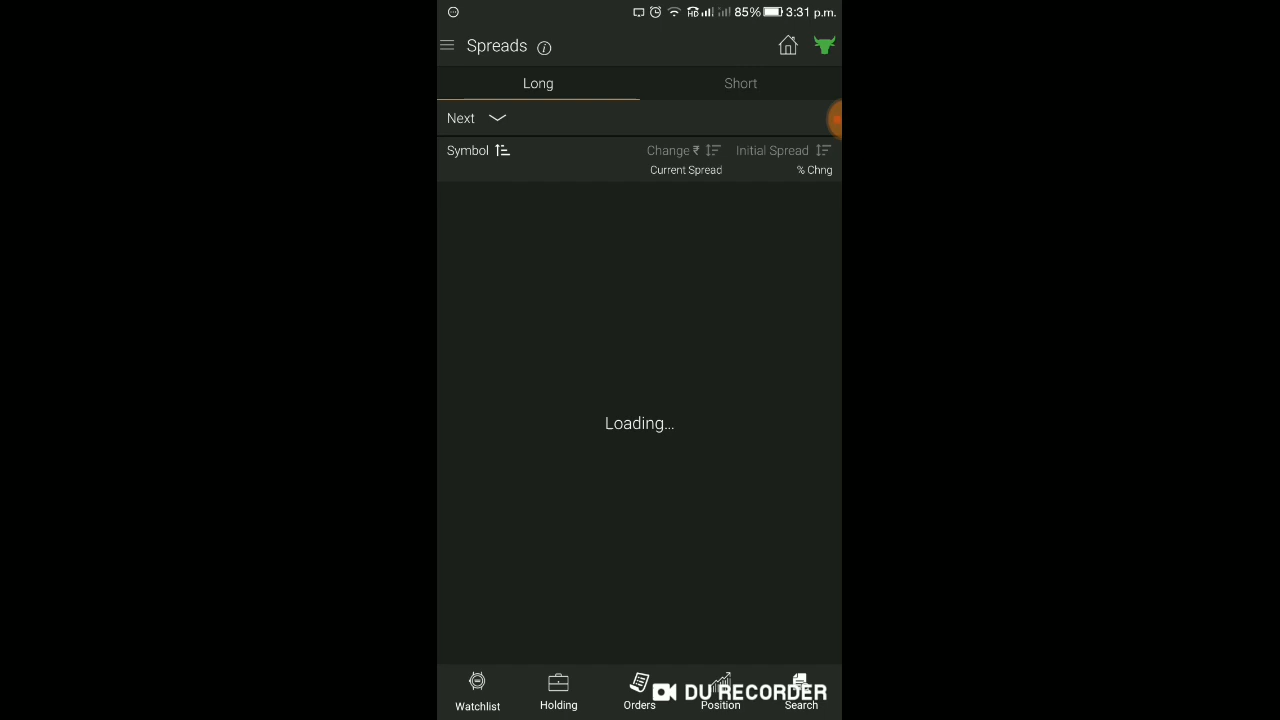 HD 85% 3:31 p.m.
Spreads i
Long Short
Next
Symbol Change ₹ Initial Spread
Current Spread % Chng
Loading...
Watchlist Holding Orders Position Search
DU RECORDER